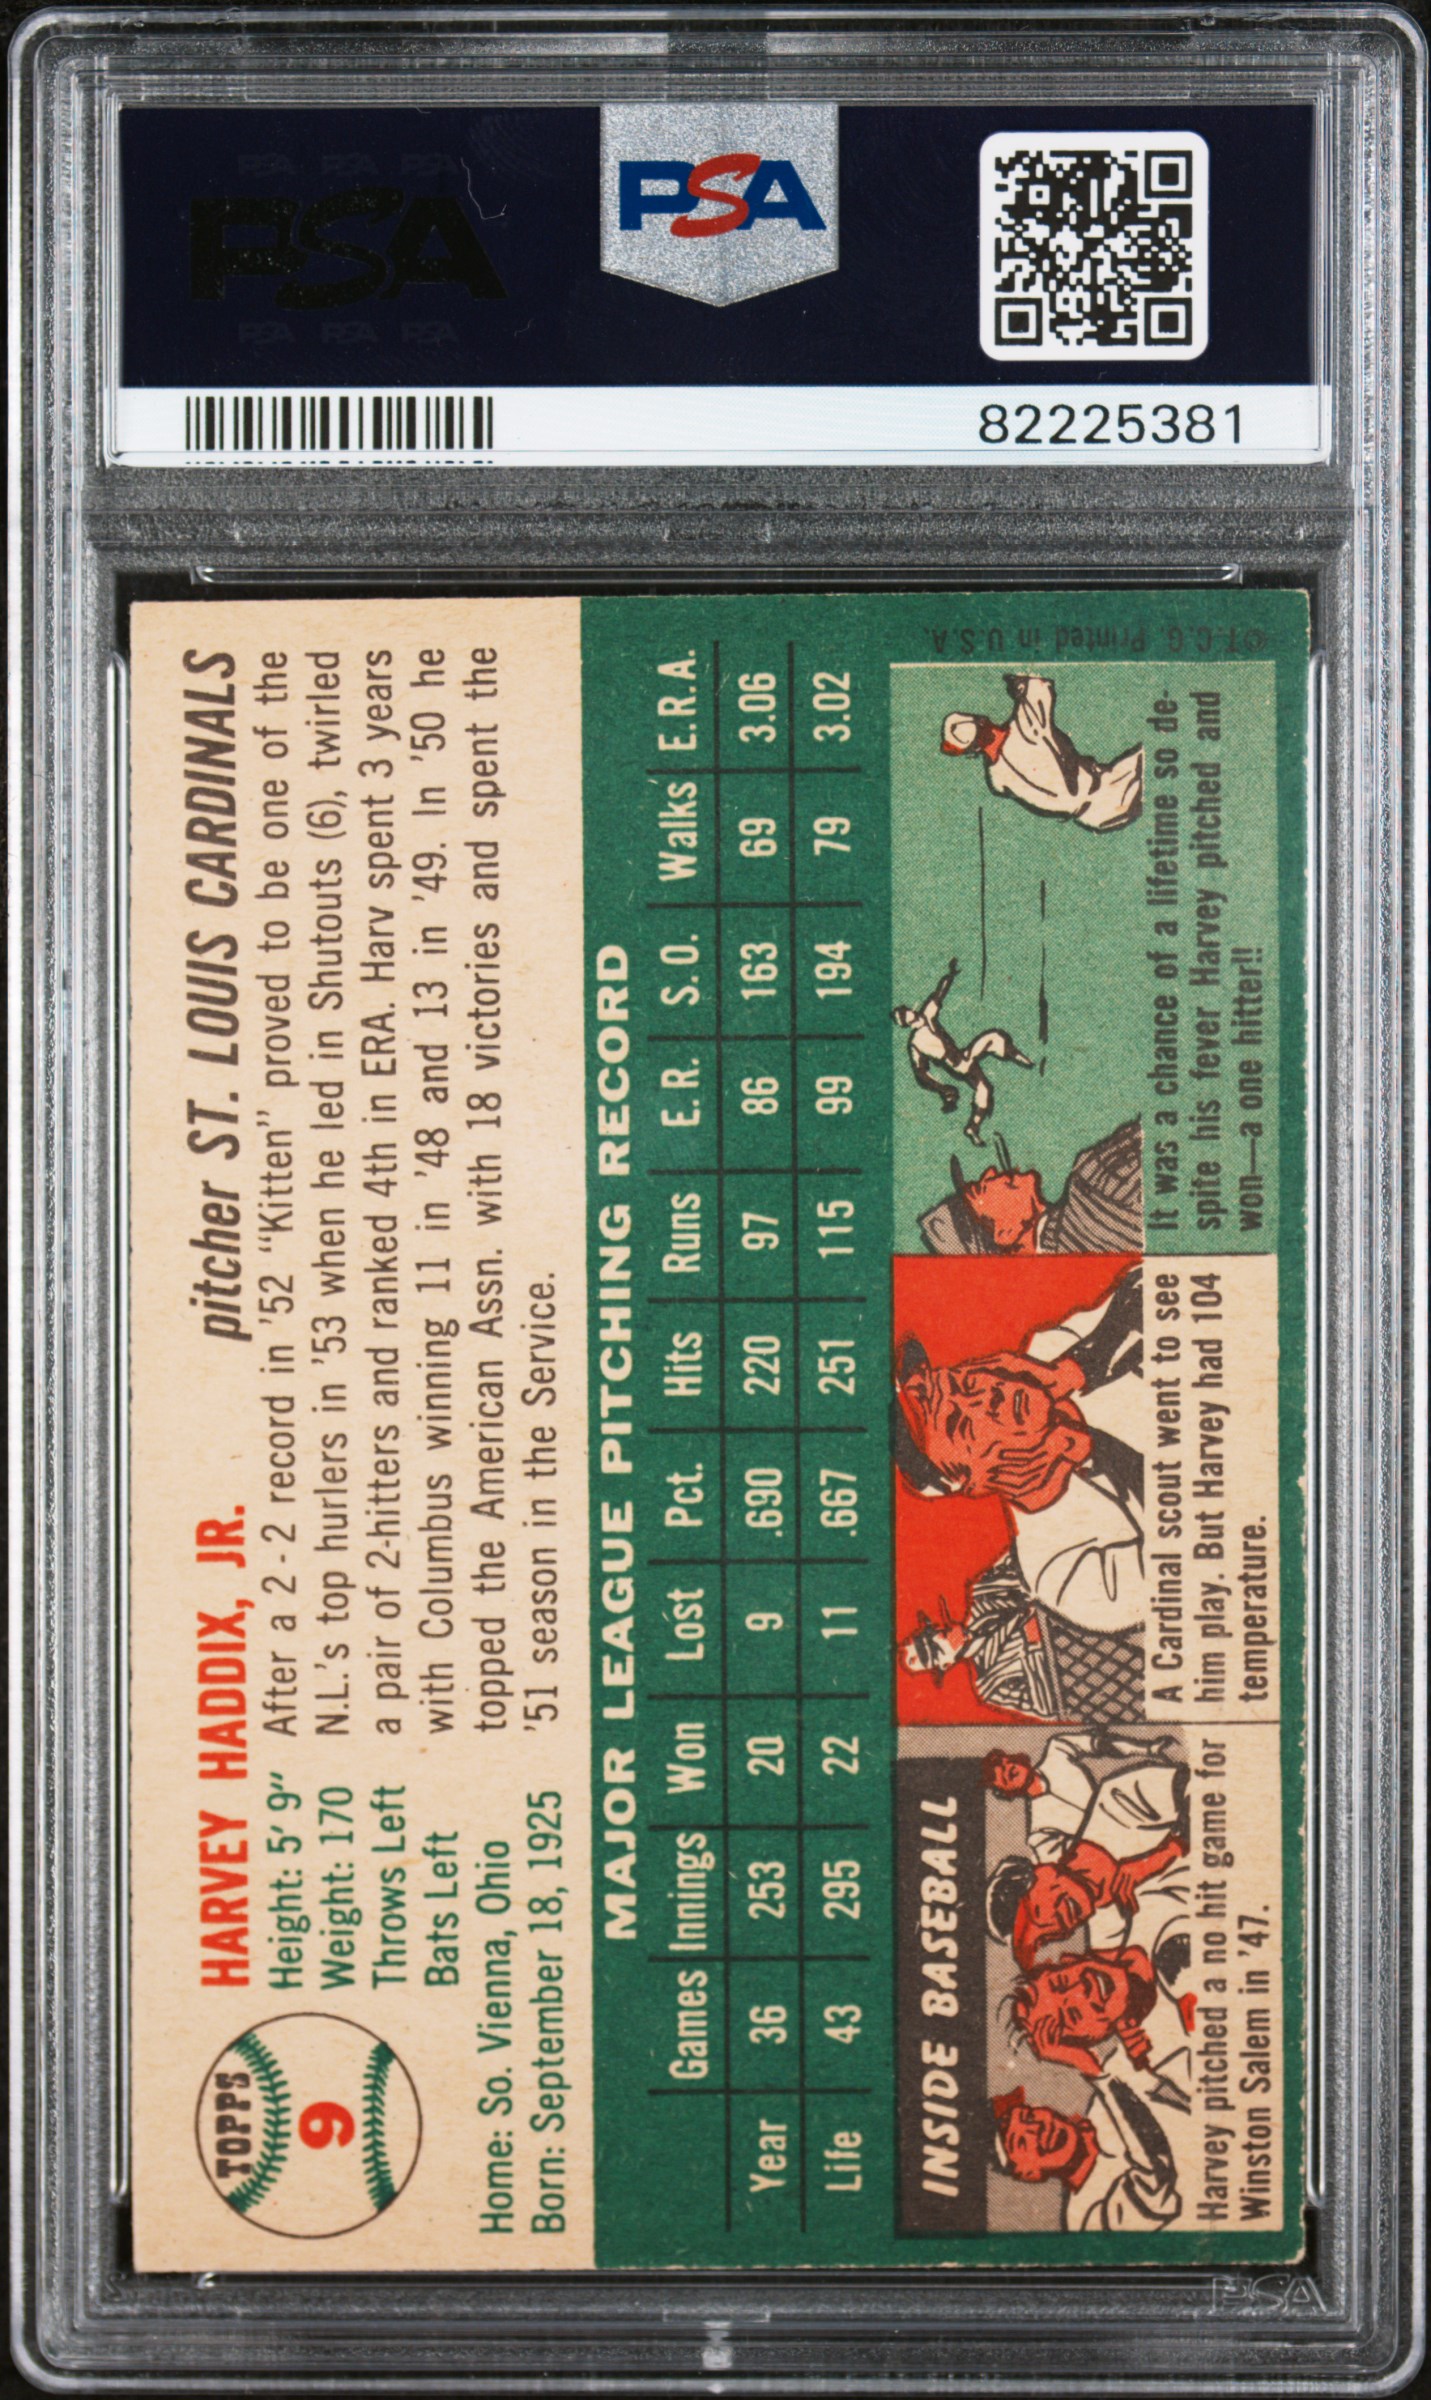 PSA
PSA PSA PSA
PSA
PSA PSA PSA
82225381
TOPPS
9
HARVEY HADDIX, JR.
pitcher ST. LOUIS CARDINALS
Height: 5' 9"
Weight: 170
Throws Left
Bats Left
Home: So. Vienna, Ohio
Born: September 18, 1925
After a 2-2 record in '52 "Kitten" proved to be one of the
N.L.'s top hurlers in '53 when he led in Shutouts (6), twirled
a pair of 2-hitters and ranked 4th in ERA. Harv spent 3 years
with Columbus winning 11 in '48 and 13 in '49. In '50 he
topped the American Assn. with 18 victories and spent the
'51 season in the Service.
MAJOR LEAGUE PITCHING RECORD
Games Innings Won Lost Pct. Hits Runs E.R. S.O. Walks E.R.A.
Year 36 253 20 9 .690 220 97 86 163 69 3.06
Life 43 295 22 11 .667 251 115 99 194 79 3.02
INSIDE BASEBALL
Harvey pitched a no hit game for
Winston Salem in '47.
A Cardinal scout went to see
him play. But Harvey had 104
temperature.
It was a chance of a lifetime so de-
spite his fever Harvey pitched and
won—a one hitter!!
©T.C.G. Printed in U.S.A.
PSA